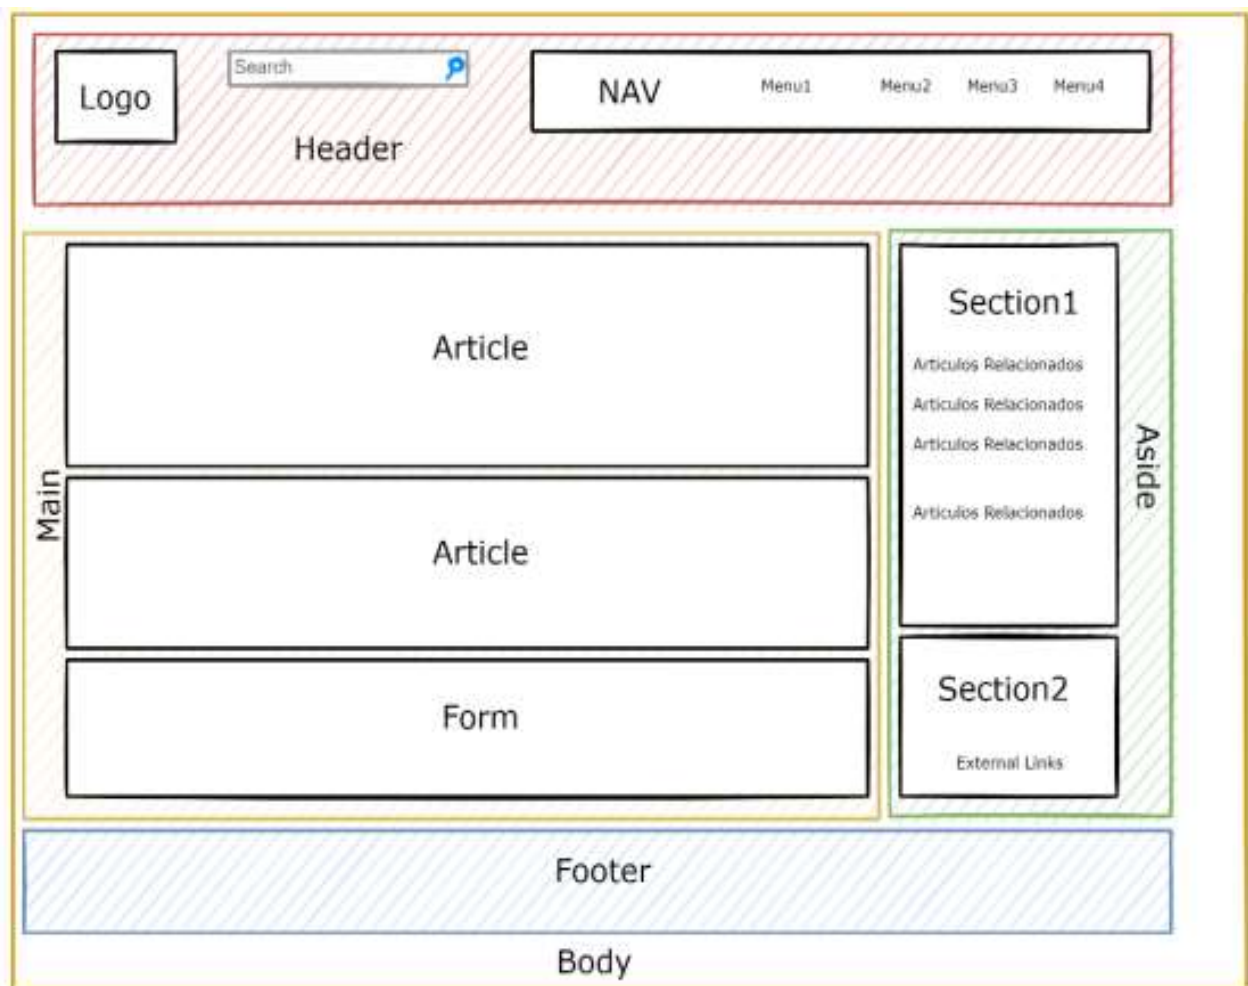 Logo
Search
NAV
Menu1
Menu2
Menu3
Menu4
Header
Main
Article
Article
Form
Section1
Articulos Relacionados
Articulos Relacionados
Articulos Relacionados
Articulos Relacionados
Aside
Section2
External Links
Footer
Body